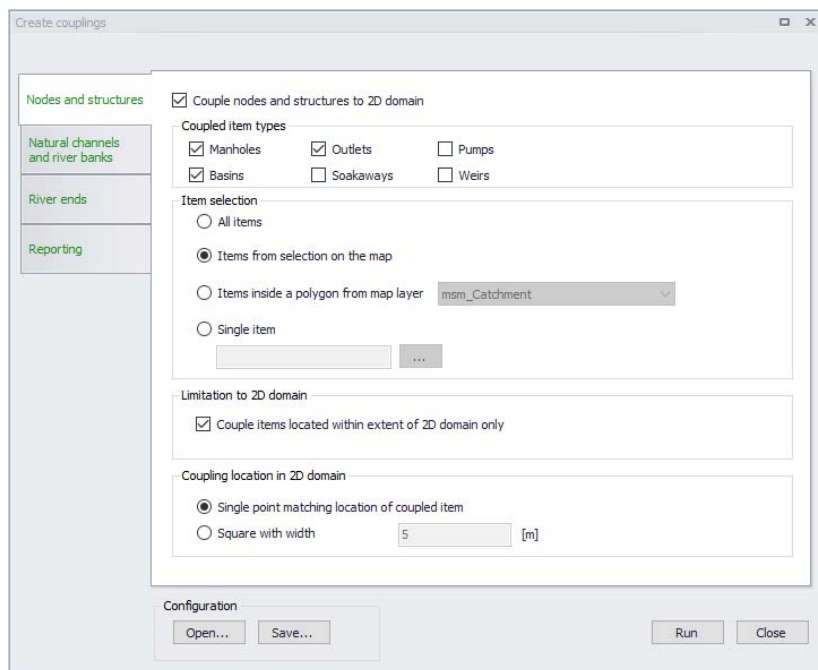 Create couplings
Nodes and structures
Natural channels
and river banks
River ends
Reporting
Couple nodes and structures to 2D domain
Coupled item types
Manholes Outlets Pumps
Basins Soakaways Weirs
Item selection
All items
Items from selection on the map
Items inside a polygon from map layer msm_Catchment
Single item
...
Limitation to 2D domain
Couple items located within extent of 2D domain only
Coupling location in 2D domain
Single point matching location of coupled item
Square with width 5 [m]
Configuration
Open... Save... Run Close